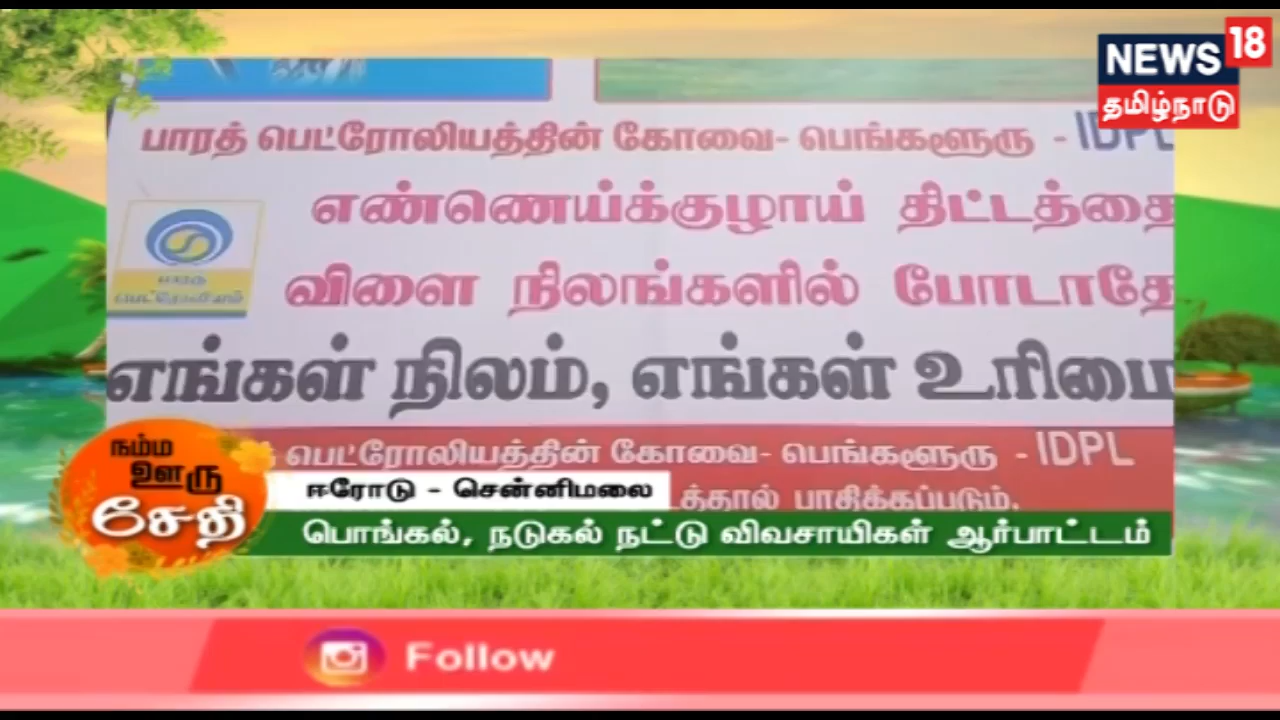 NEWS 18
தமிழ்நாடு
பாரத் பெட்ரோலியத்தின் கோவை- பெங்களூரு - IDPL
எண்ணெய்க்குழாய் திட்டத்தை
விளை நிலங்களில் போடாதே
பெட்ரோலியம்
எங்கள் நிலம், எங்கள் உரிமை
பெட்ரோலியத்தின் கோவை- பெங்களூரு - IDPL
த்தால் பாதிக்கப்படும்.
நம்ம
ஊரு
சேதி
ஈரோடு - சென்னிமலை
பொங்கல், நடுகல் நட்டு விவசாயிகள் ஆர்பாட்டம்
Follow